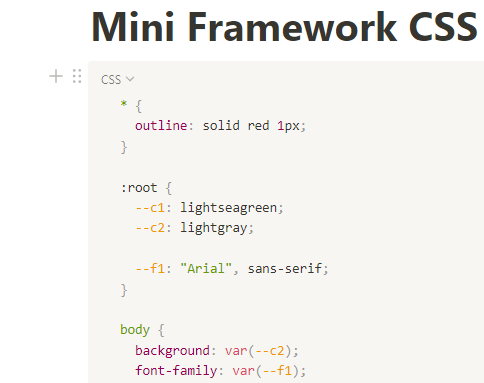 Mini Framework CSS
CSS
* {
outline: solid red 1px;
}
:root {
--c1: lightseagreen;
--c2: lightgray;
--f1: "Arial", sans-serif;
}
body {
background: var(--c2);
font-family: var(--f1);